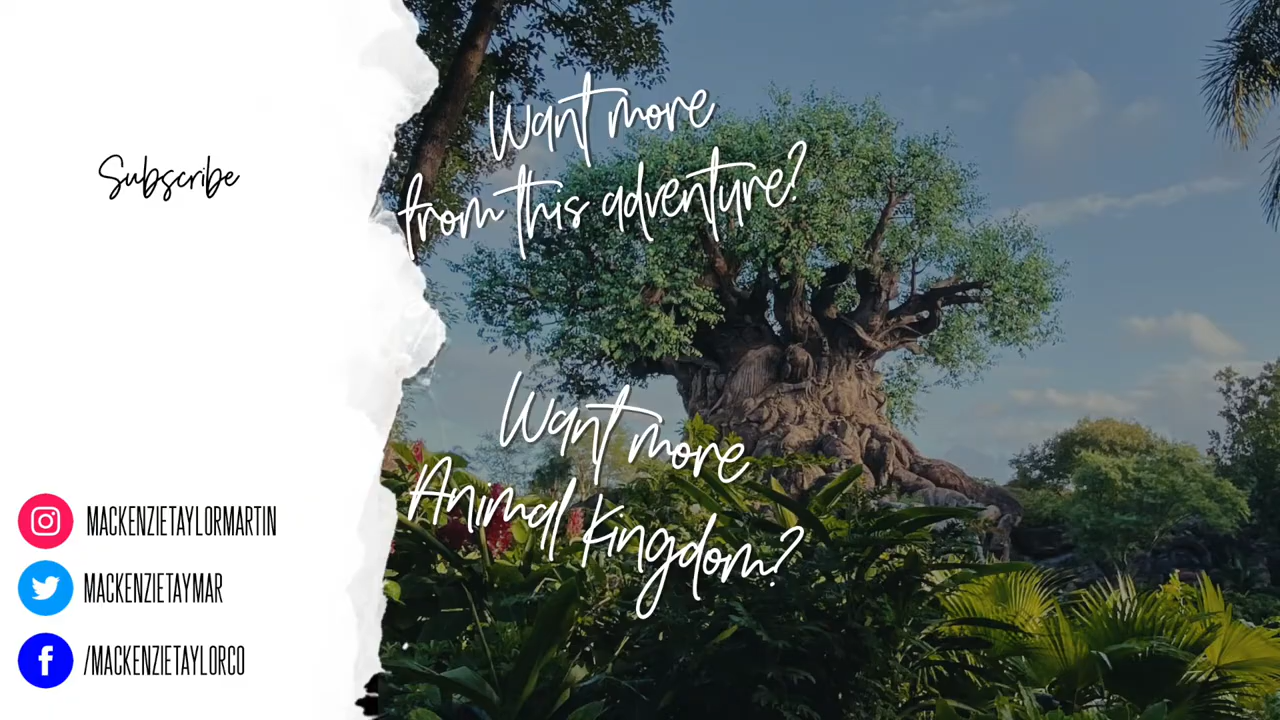 Subscribe
MACKENZIETAYLORMARTIN
MACKENZIETAYMAR
/MACKENZIETAYLORCO
Want more
from this adventure?
Want more
Animal Kingdom?